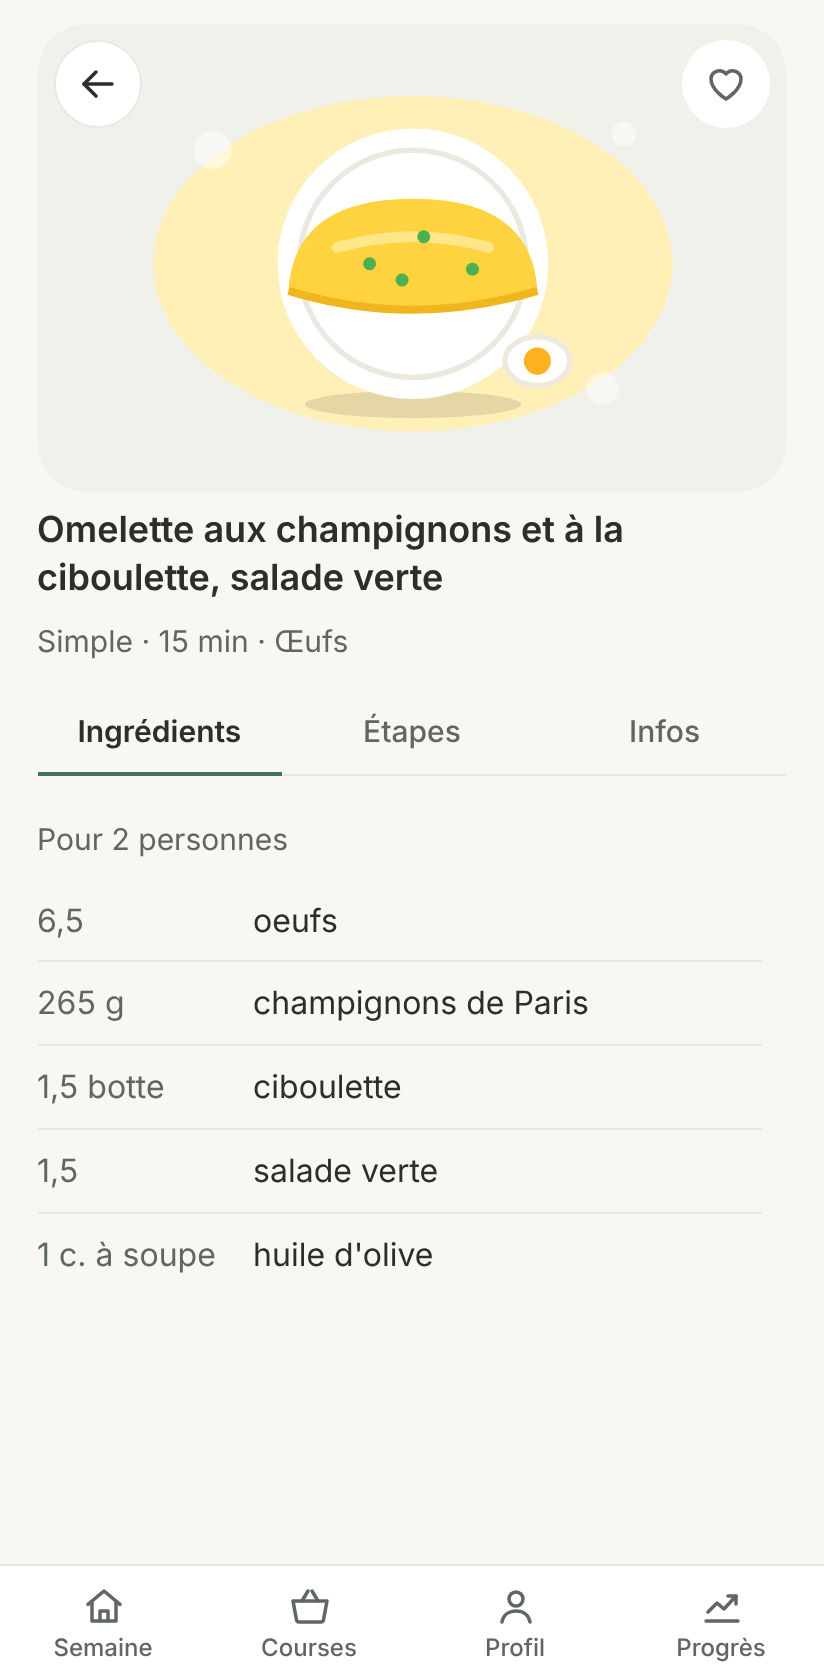 Omelette aux champignons et à la
ciboulette, salade verte
Simple · 15 min · Œufs
Ingrédients Étapes Infos
Pour 2 personnes
6,5 oeufs
265 g champignons de Paris
1,5 botte ciboulette
1,5 salade verte
1 c. à soupe huile d'olive
Semaine Courses Profil Progrès